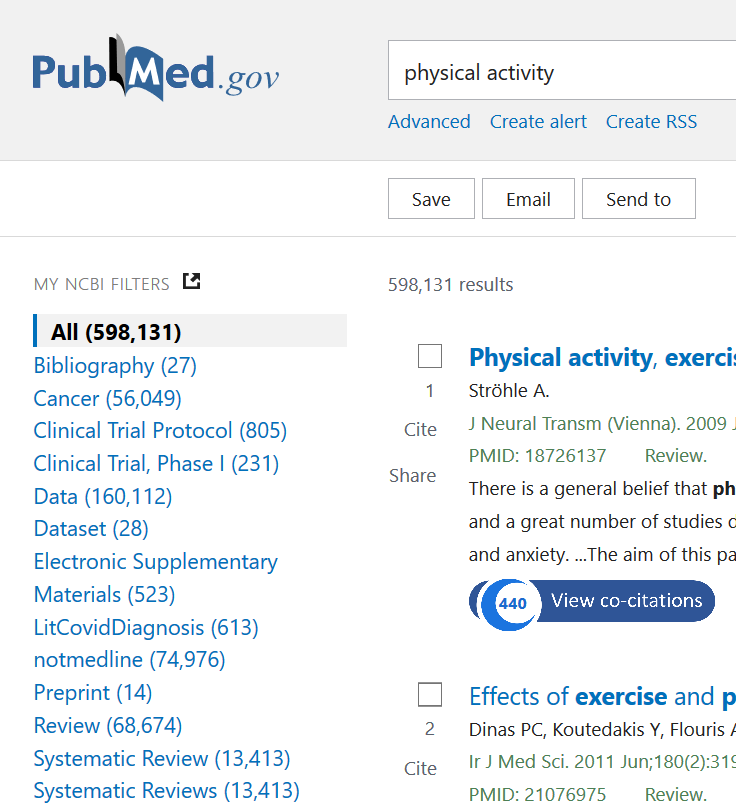 PubMed.gov
physical activity
Advanced Create alert Create RSS
Save Email Send to
MY NCBI FILTERS
All (598,131)
Bibliography (27)
Cancer (56,049)
Clinical Trial Protocol (805)
Clinical Trial, Phase I (231)
Data (160,112)
Dataset (28)
Electronic Supplementary
Materials (523)
LitCovidDiagnosis (613)
notmedline (74,976)
Preprint (14)
Review (68,674)
Systematic Review (13,413)
Systematic Reviews (13,413)
598,131 results
Physical activity,
1
Ströhle A.
Cite
J Neural Transm (Vienna). 2009
PMID: 18726137 Review.
Share
There is a general belief that
and a great number of studies
and anxiety. ...The aim of this
440 View co-citations
Effects of exercise and
2
Dinas PC, Koutedakis Y, Flouris
Cite
Ir J Med Sci. 2011 Jun;180(2):319
PMID: 21076975 Review.